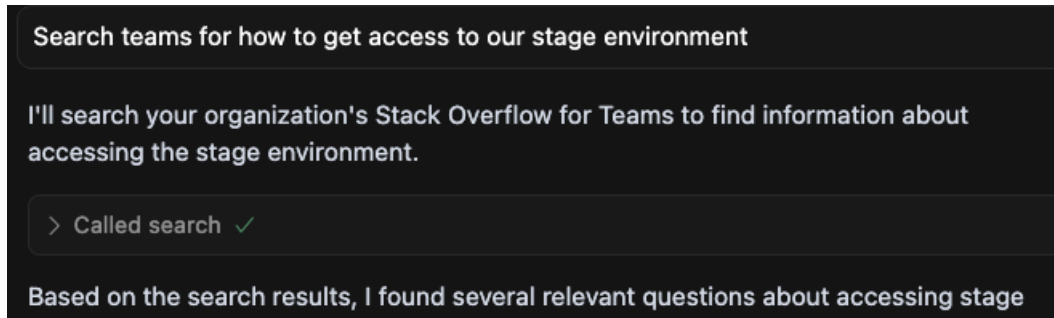 Search teams for how to get access to our stage environment
I'll search your organization's Stack Overflow for Teams to find information about
accessing the stage environment.
Called search
Based on the search results, I found several relevant questions about accessing stage